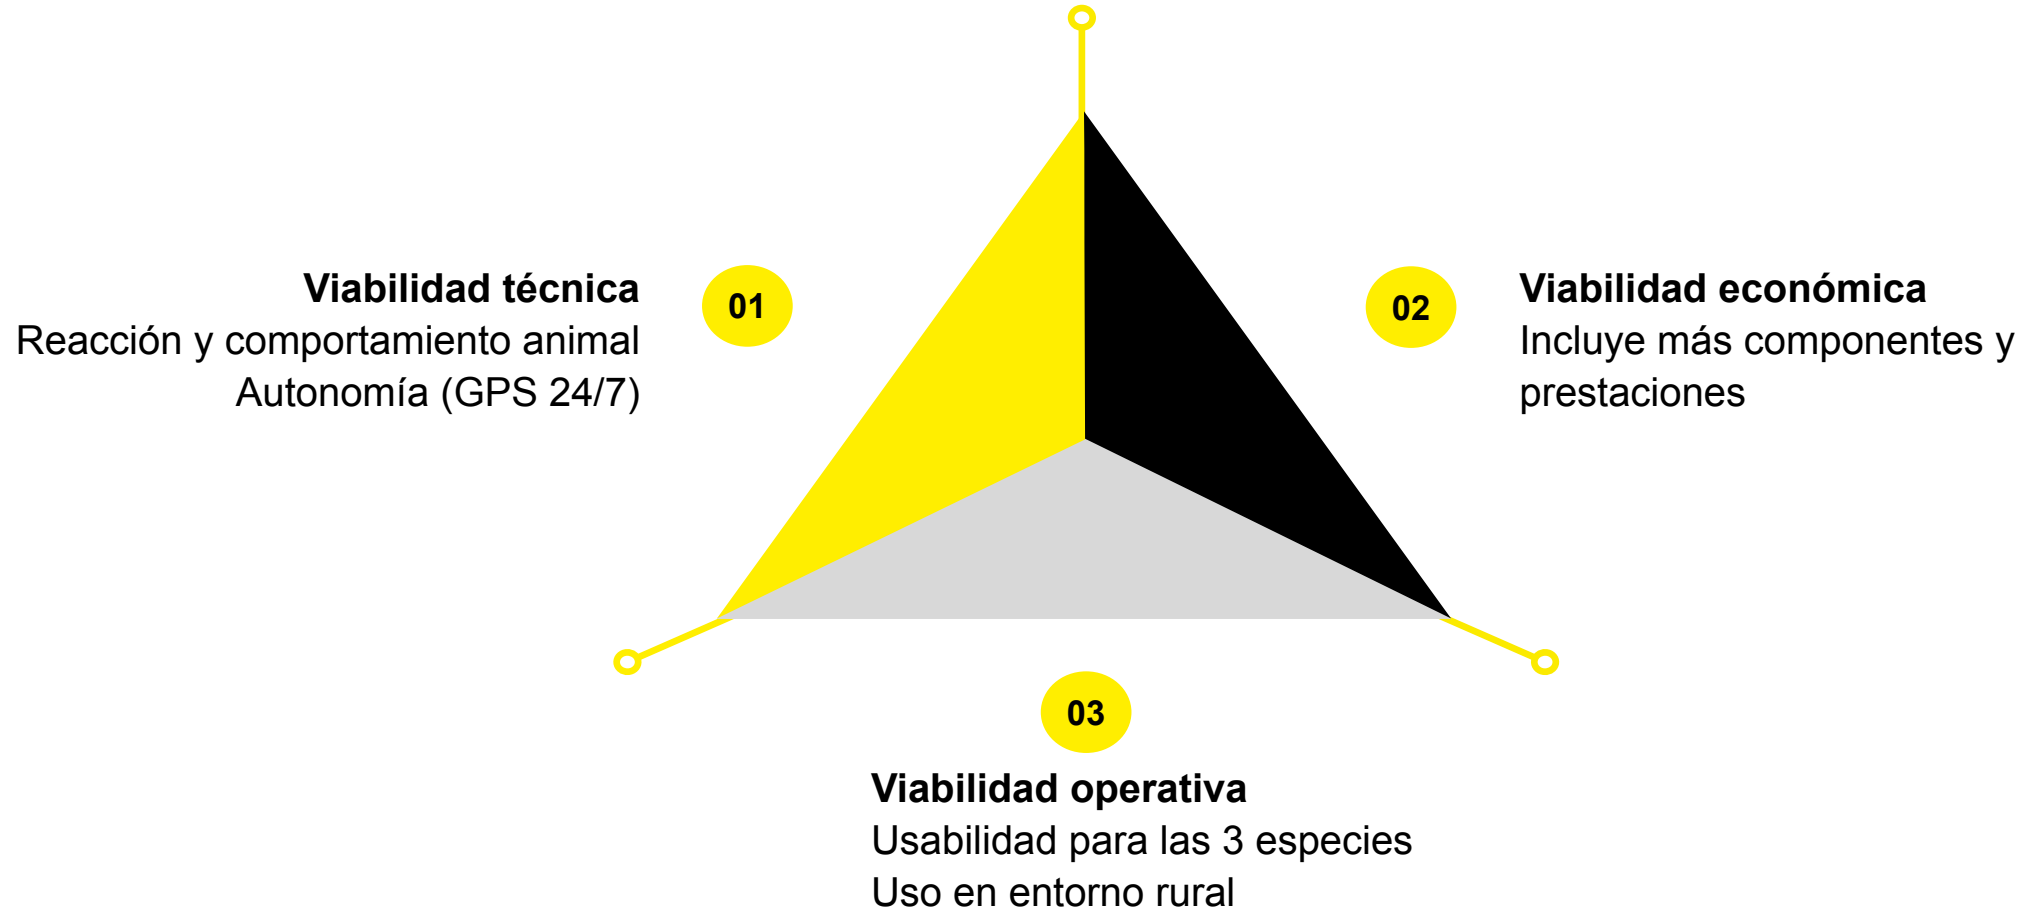 01
Viabilidad técnica
Reacción y comportamiento animal
Autonomía (GPS 24/7)
02
Viabilidad económica
Incluye más componentes y
prestaciones
03
Viabilidad operativa
Usabilidad para las 3 especies
Uso en entorno rural